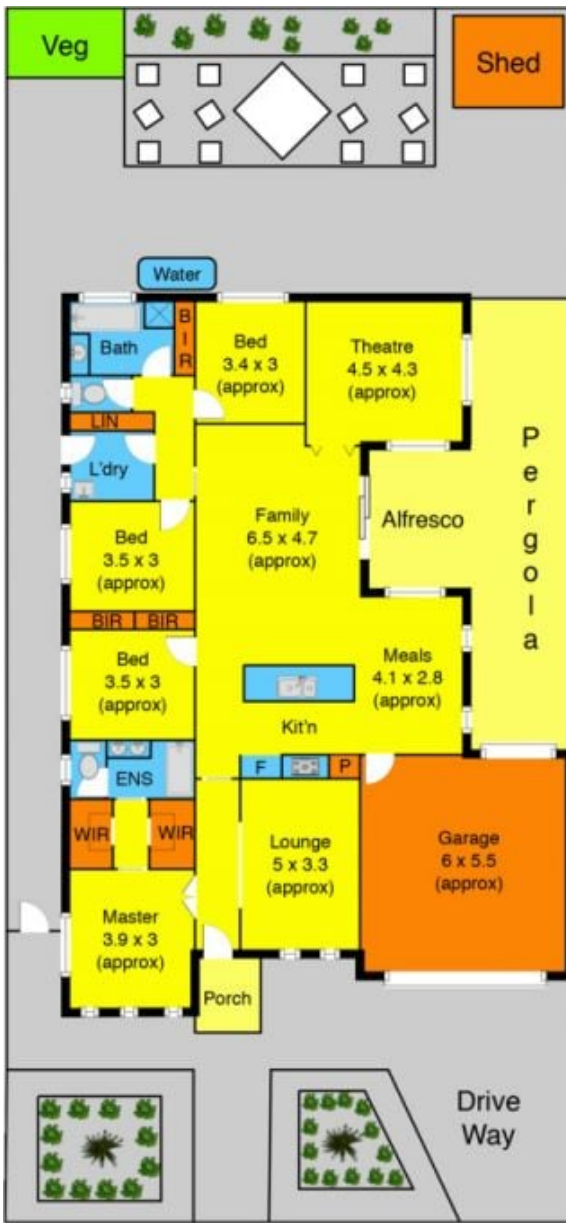 Veg
Shed
Water
Bath
B
I
R
Bed
3.4 x 3
(approx)
Theatre
4.5 x 4.3
(approx)
LIN
L'dry
Family
6.5 x 4.7
(approx)
Alfresco
P
e
r
g
o
l
a
Bed
3.5 x 3
(approx)
BIR
BIR
Bed
3.5 x 3
(approx)
Meals
4.1 x 2.8
(approx)
Kit'n
ENS
F
P
WIR
WIR
Lounge
5 x 3.3
(approx)
Garage
6 x 5.5
(approx)
Master
3.9 x 3
(approx)
Porch
Drive
Way